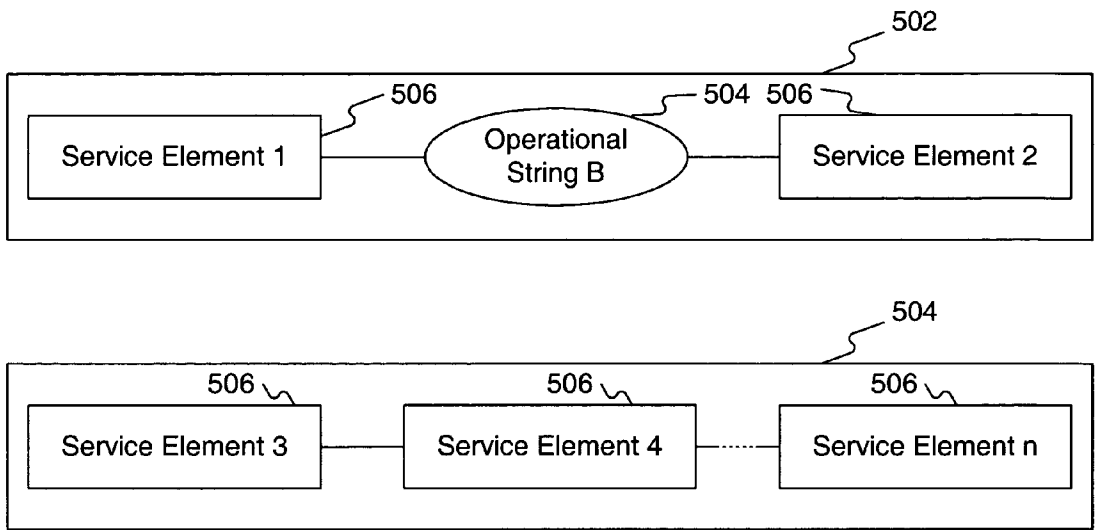 502
506
504 506
Service Element 1
Operational
String B
Service Element 2
504
506
506
506
Service Element 3
Service Element 4
Service Element n